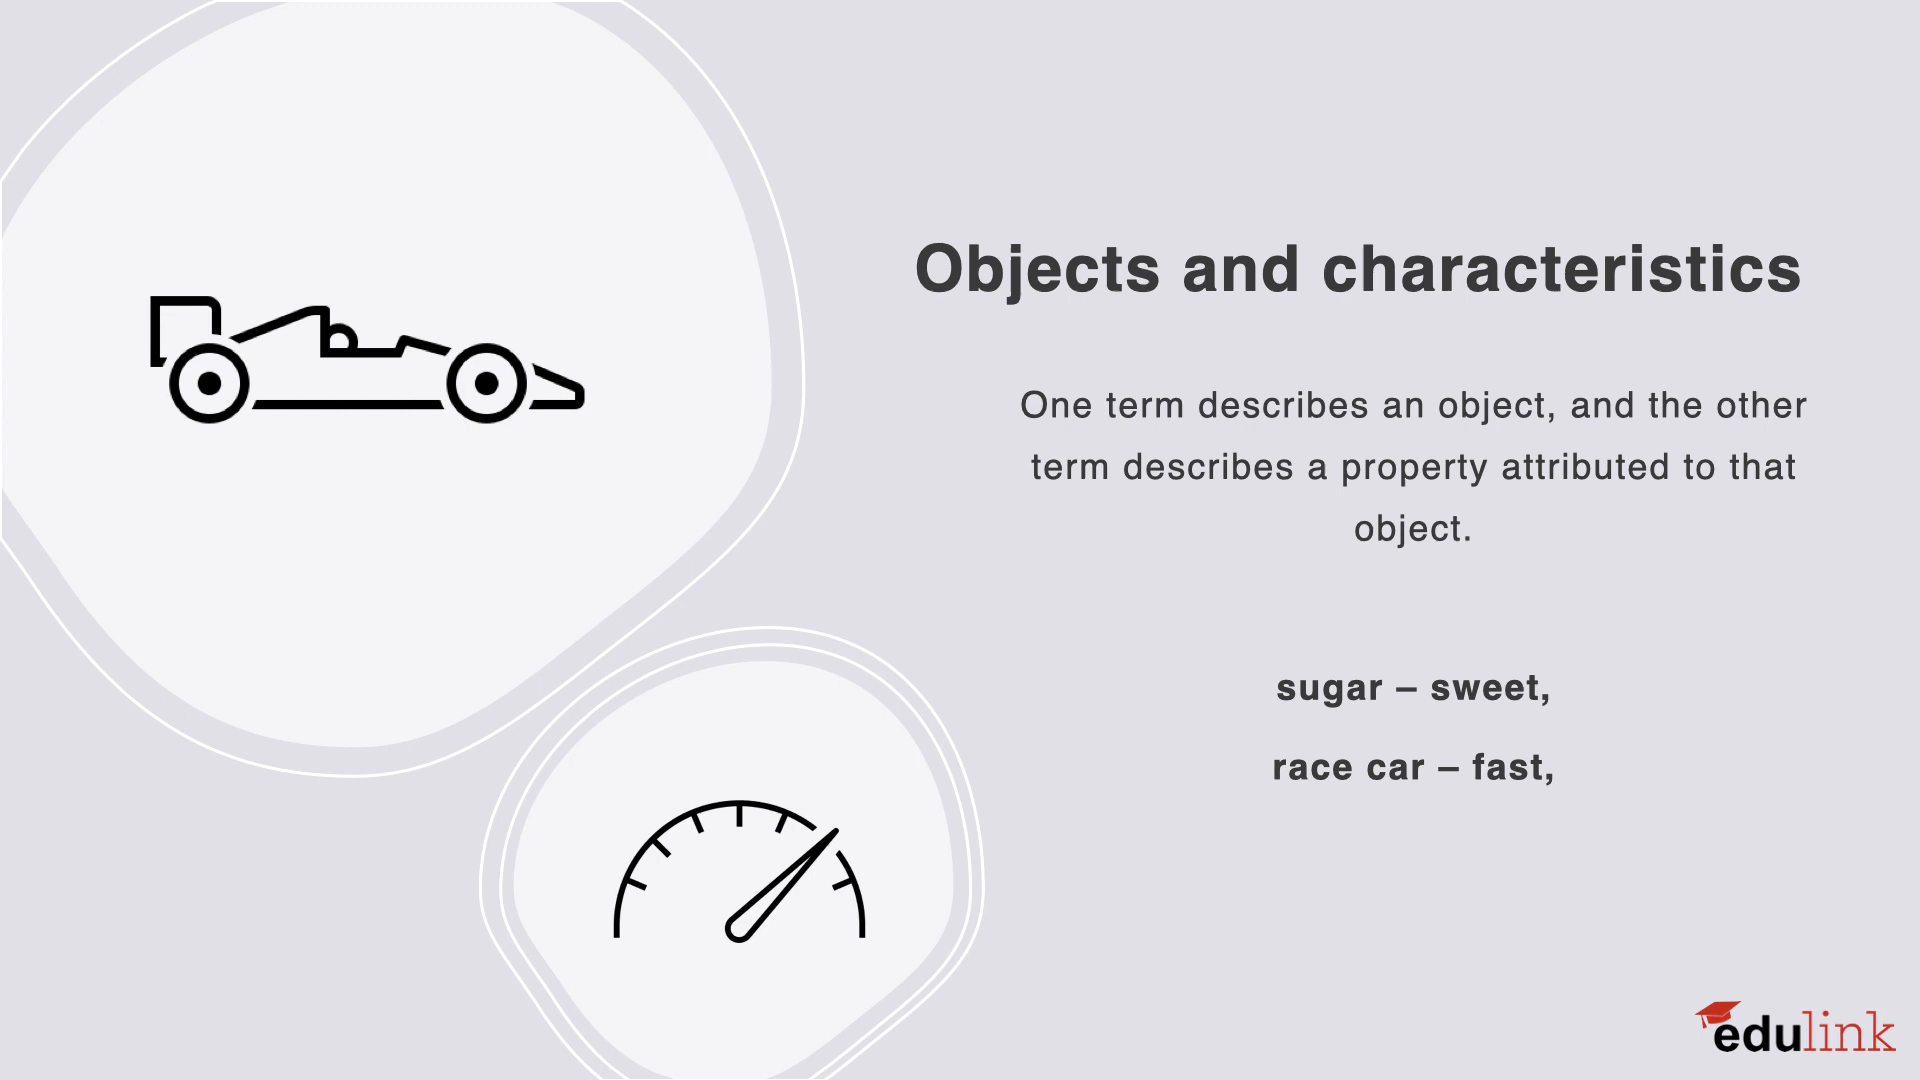 Objects and characteristics
One term describes an object, and the other
term describes a property attributed to that
object.
sugar – sweet,
race car – fast,
edulink